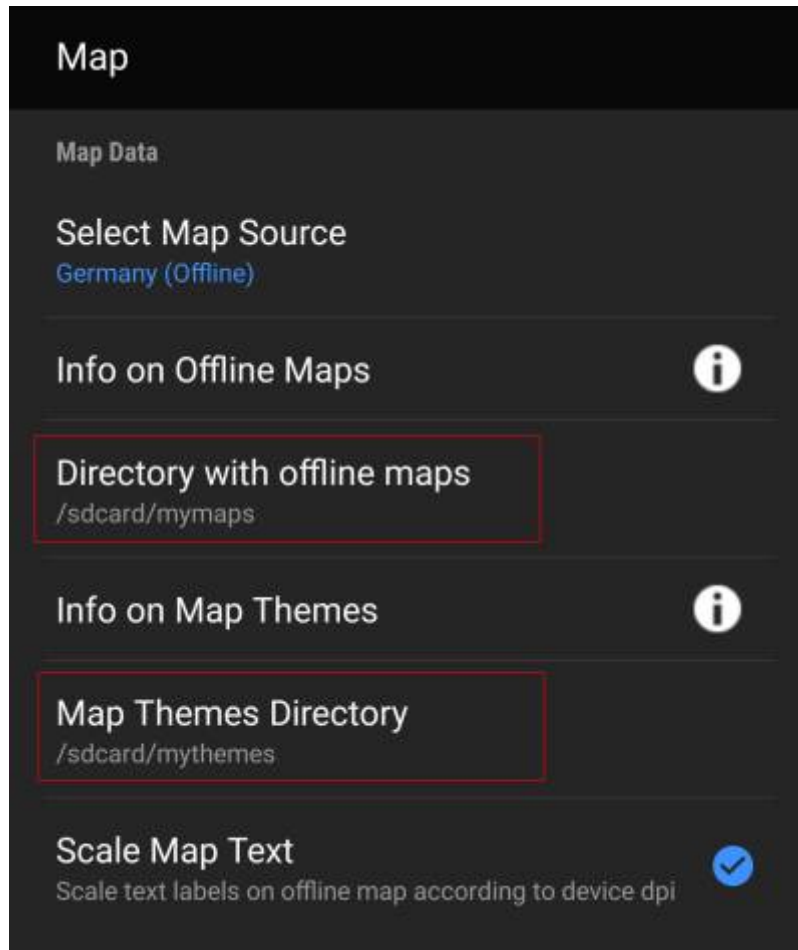 Map
Map Data
Select Map Source
Germany (Offline)
Info on Offline Maps
Directory with offline maps
/sdcard/mymaps
Info on Map Themes
Map Themes Directory
/sdcard/mythemes
Scale Map Text
Scale text labels on offline map according to device dpi